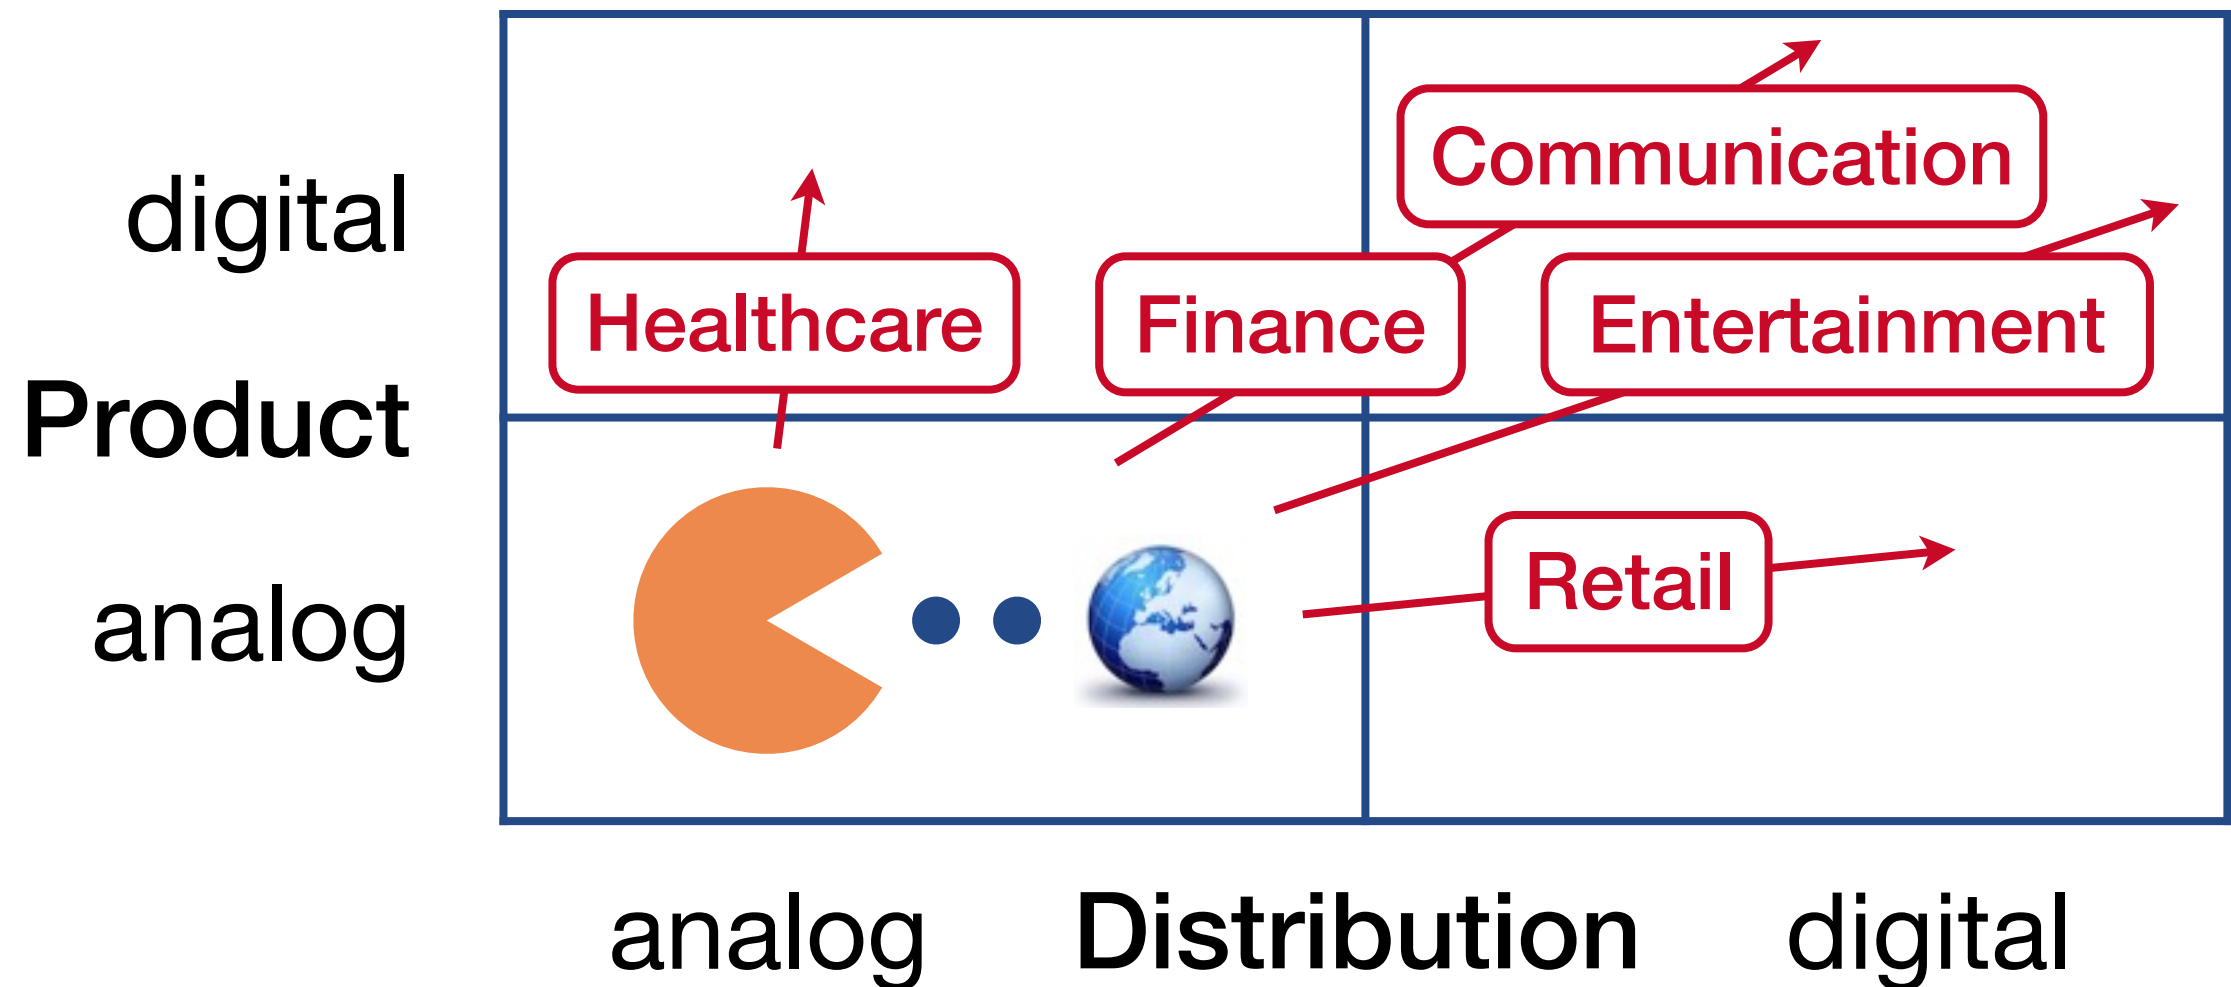 Communication
digital
Healthcare
Finance
Entertainment
Product
Retail
analog
analog
Distribution
digital